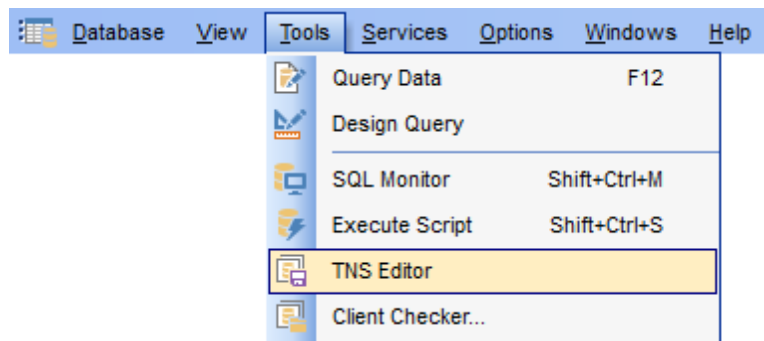 Database View Tools Services Options Windows Help
Query Data F12
Design Query
SQL Monitor Shift+Ctrl+M
Execute Script Shift+Ctrl+S
TNS Editor
Client Checker...